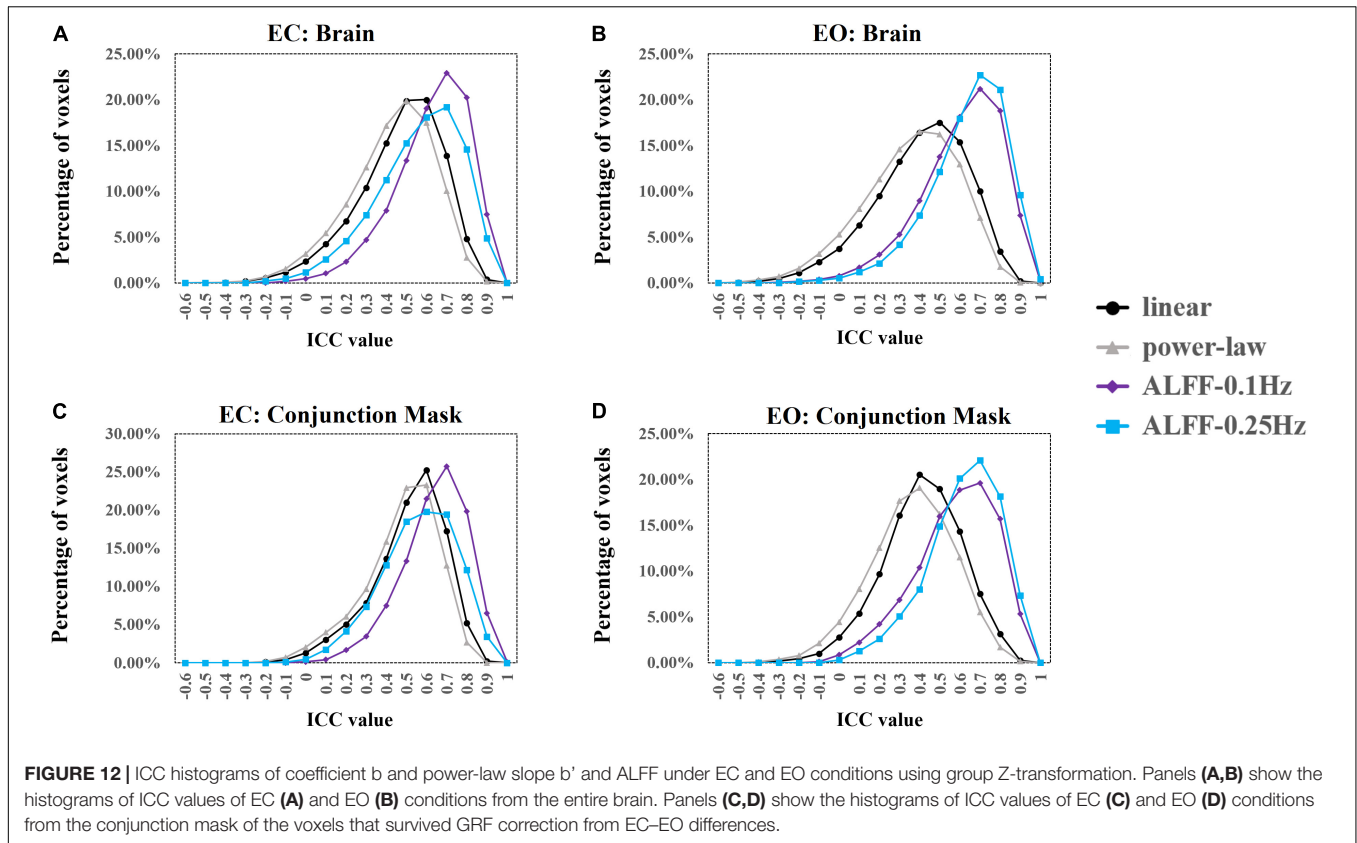 A
EC: Brain
Percentage of voxels
25.00%
20.00%
15.00%
10.00%
5.00%
0.00%
-0.6 -0.5 -0.4 -0.3 -0.2 -0.1 0 0.1 0.2 0.3 0.4 0.5 0.6 0.7 0.8 0.9 1
ICC value
B
EO: Brain
Percentage of voxels
25.00%
20.00%
15.00%
10.00%
5.00%
0.00%
-0.6 -0.5 -0.4 -0.3 -0.2 -0.1 0 0.1 0.2 0.3 0.4 0.5 0.6 0.7 0.8 0.9 1
ICC value
linear
power-law
ALFF-0.1Hz
ALFF-0.25Hz
C
EC: Conjunction Mask
Percentage of voxels
30.00%
25.00%
20.00%
15.00%
10.00%
5.00%
0.00%
-0.6 -0.5 -0.4 -0.3 -0.2 -0.1 0 0.1 0.2 0.3 0.4 0.5 0.6 0.7 0.8 0.9 1
ICC value
D
EO: Conjunction Mask
Percentage of voxels
25.00%
20.00%
15.00%
10.00%
5.00%
0.00%
-0.6 -0.5 -0.4 -0.3 -0.2 -0.1 0 0.1 0.2 0.3 0.4 0.5 0.6 0.7 0.8 0.9 1
ICC value
FIGURE 12 | ICC histograms of coefficient b and power-law slope b' and ALFF under EC and EO conditions using group Z-transformation. Panels (A,B) show the
histograms of ICC values of EC (A) and EO (B) conditions from the entire brain. Panels (C,D) show the histograms of ICC values of EC (C) and EO (D) conditions
from the conjunction mask of the voxels that survived GRF correction from EC–EO differences.